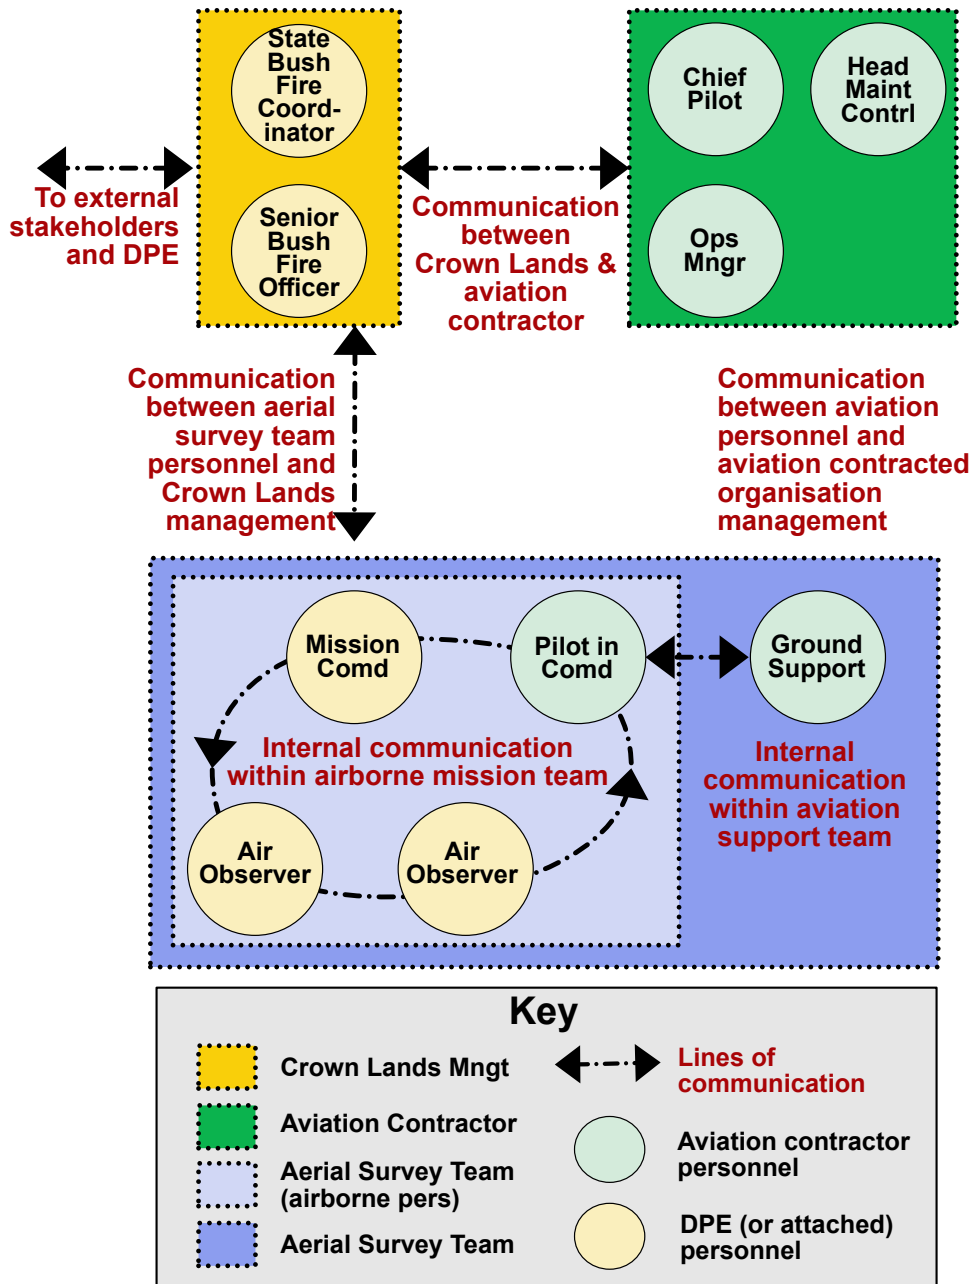 State
Bush
Fire
Coord-
inator
Senior
Bush
Fire
Officer
Chief
Pilot
Head
Maint
Contrl
Ops
Mngr
To external
stakeholders
and DPE
Communication
between
Crown Lands &
aviation
contractor
Communication
between aerial
survey team
personnel and
Crown Lands
management
Communication
between aviation
personnel and
aviation contracted
organisation
management
Mission
Comd
Pilot in
Comd
Ground
Support
Internal communication
within airborne mission team
Internal
communication
within aviation
support team
Air
Observer
Air
Observer
Key
Crown Lands Mngt
Aviation Contractor
Aerial Survey Team
(airborne pers)
Aerial Survey Team
Lines of
communication
Aviation contractor
personnel
DPE (or attached)
personnel